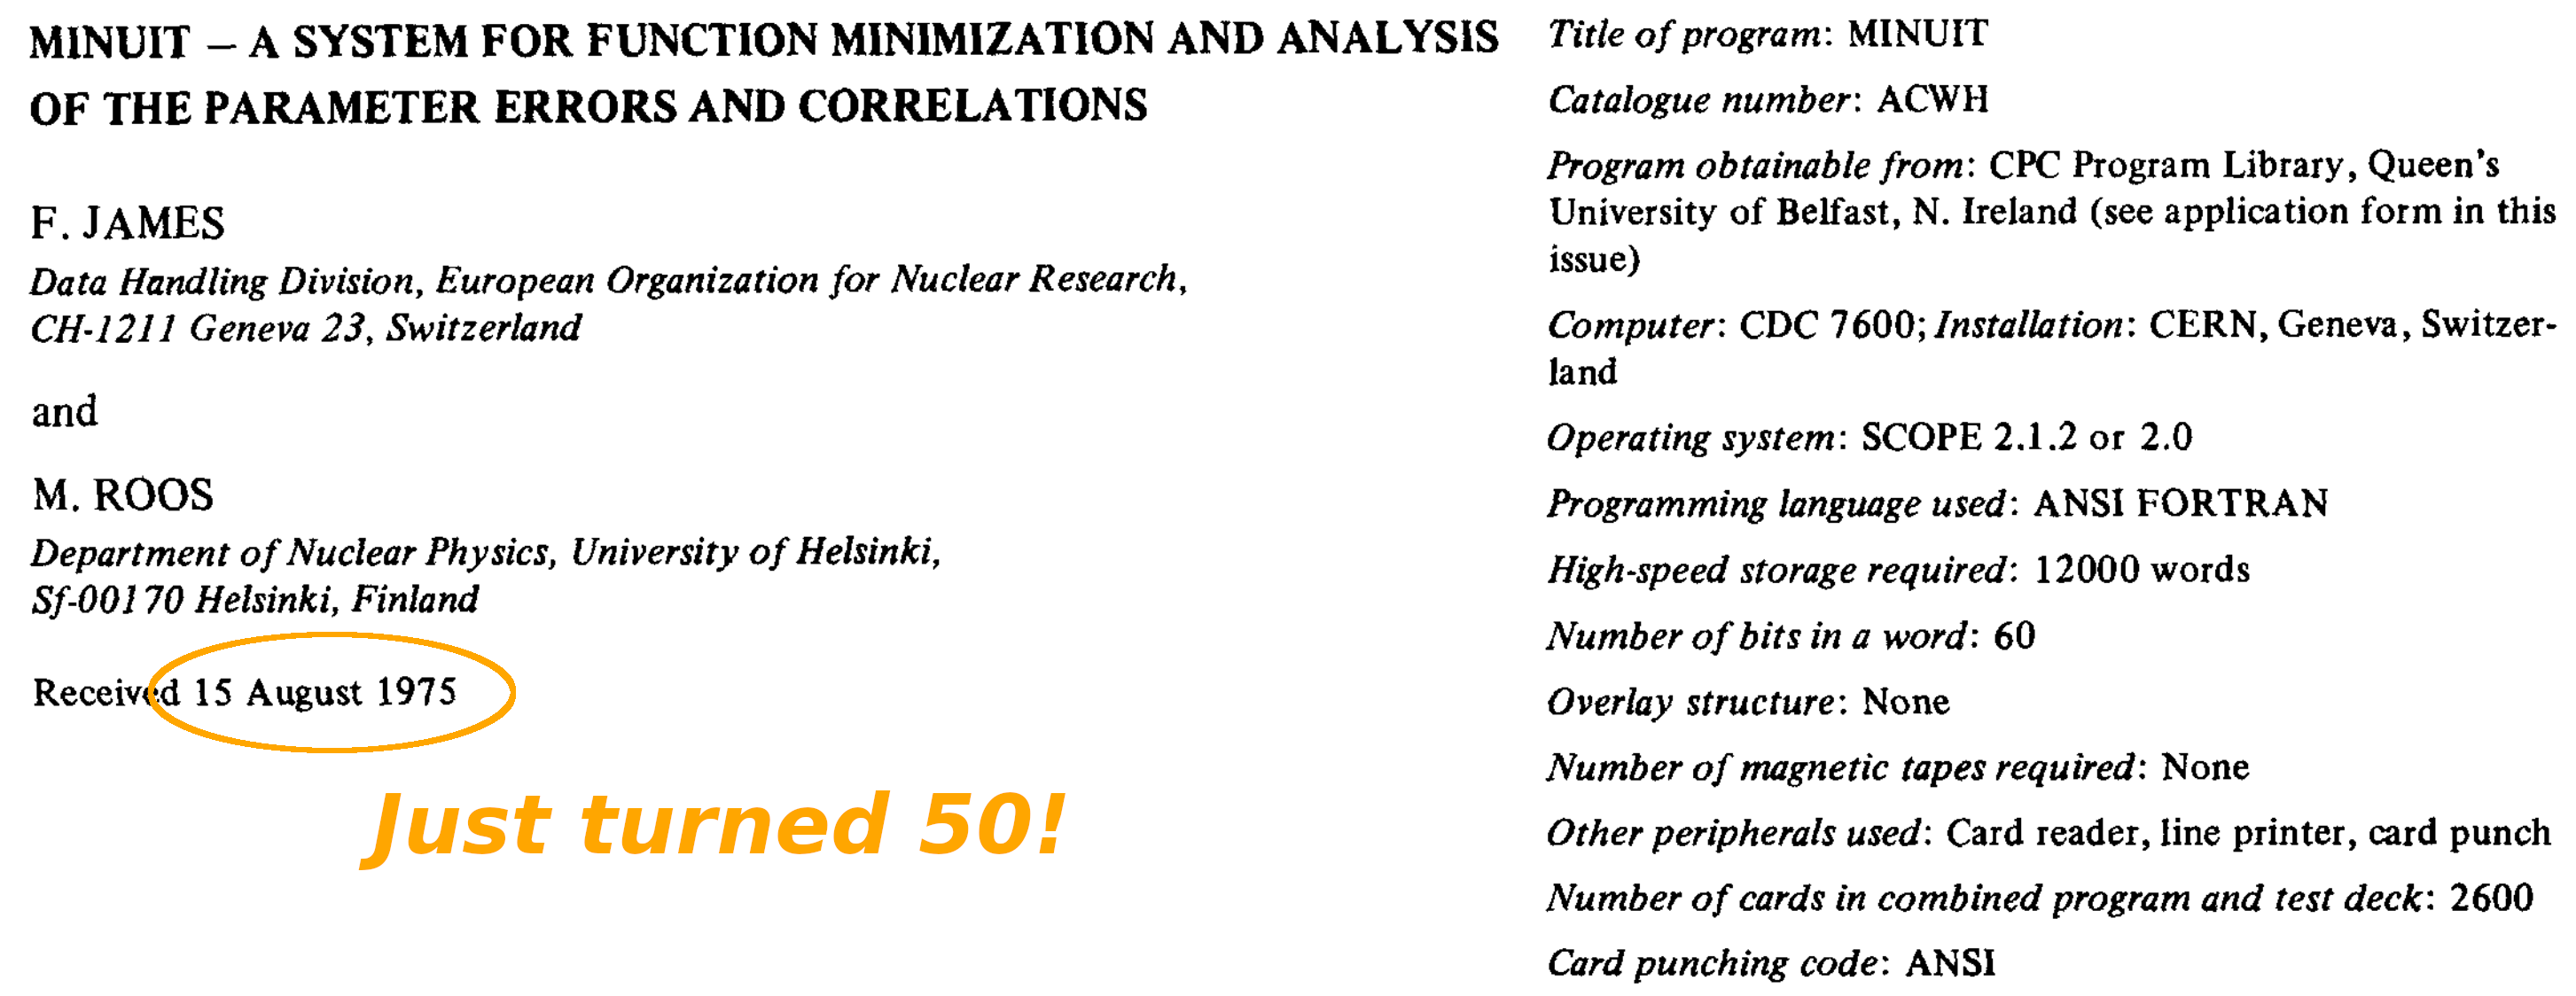 MINUIT – A SYSTEM FOR FUNCTION MINIMIZATION AND ANALYSIS
OF THE PARAMETER ERRORS AND CORRELATIONS
F. JAMES
Data Handling Division, European Organization for Nuclear Research,
CH-1211 Geneva 23, Switzerland
and
M. ROOS
Department of Nuclear Physics, University of Helsinki,
Sf-00170 Helsinki, Finland
Received 15 August 1975
Just turned 50!
Title of program: MINUIT
Catalogue number: ACWH
Program obtainable from: CPC Program Library, Queen's
University of Belfast, N. Ireland (see application form in this
issue)
Computer: CDC 7600; Installation: CERN, Geneva, Switzer-
land
Operating system: SCOPE 2.1.2 or 2.0
Programming language used: ANSI FORTRAN
High-speed storage required: 12000 words
Number of bits in a word: 60
Overlay structure: None
Number of magnetic tapes required: None
Other peripherals used: Card reader, line printer, card punch
Number of cards in combined program and test deck: 2600
Card punching code: ANSI